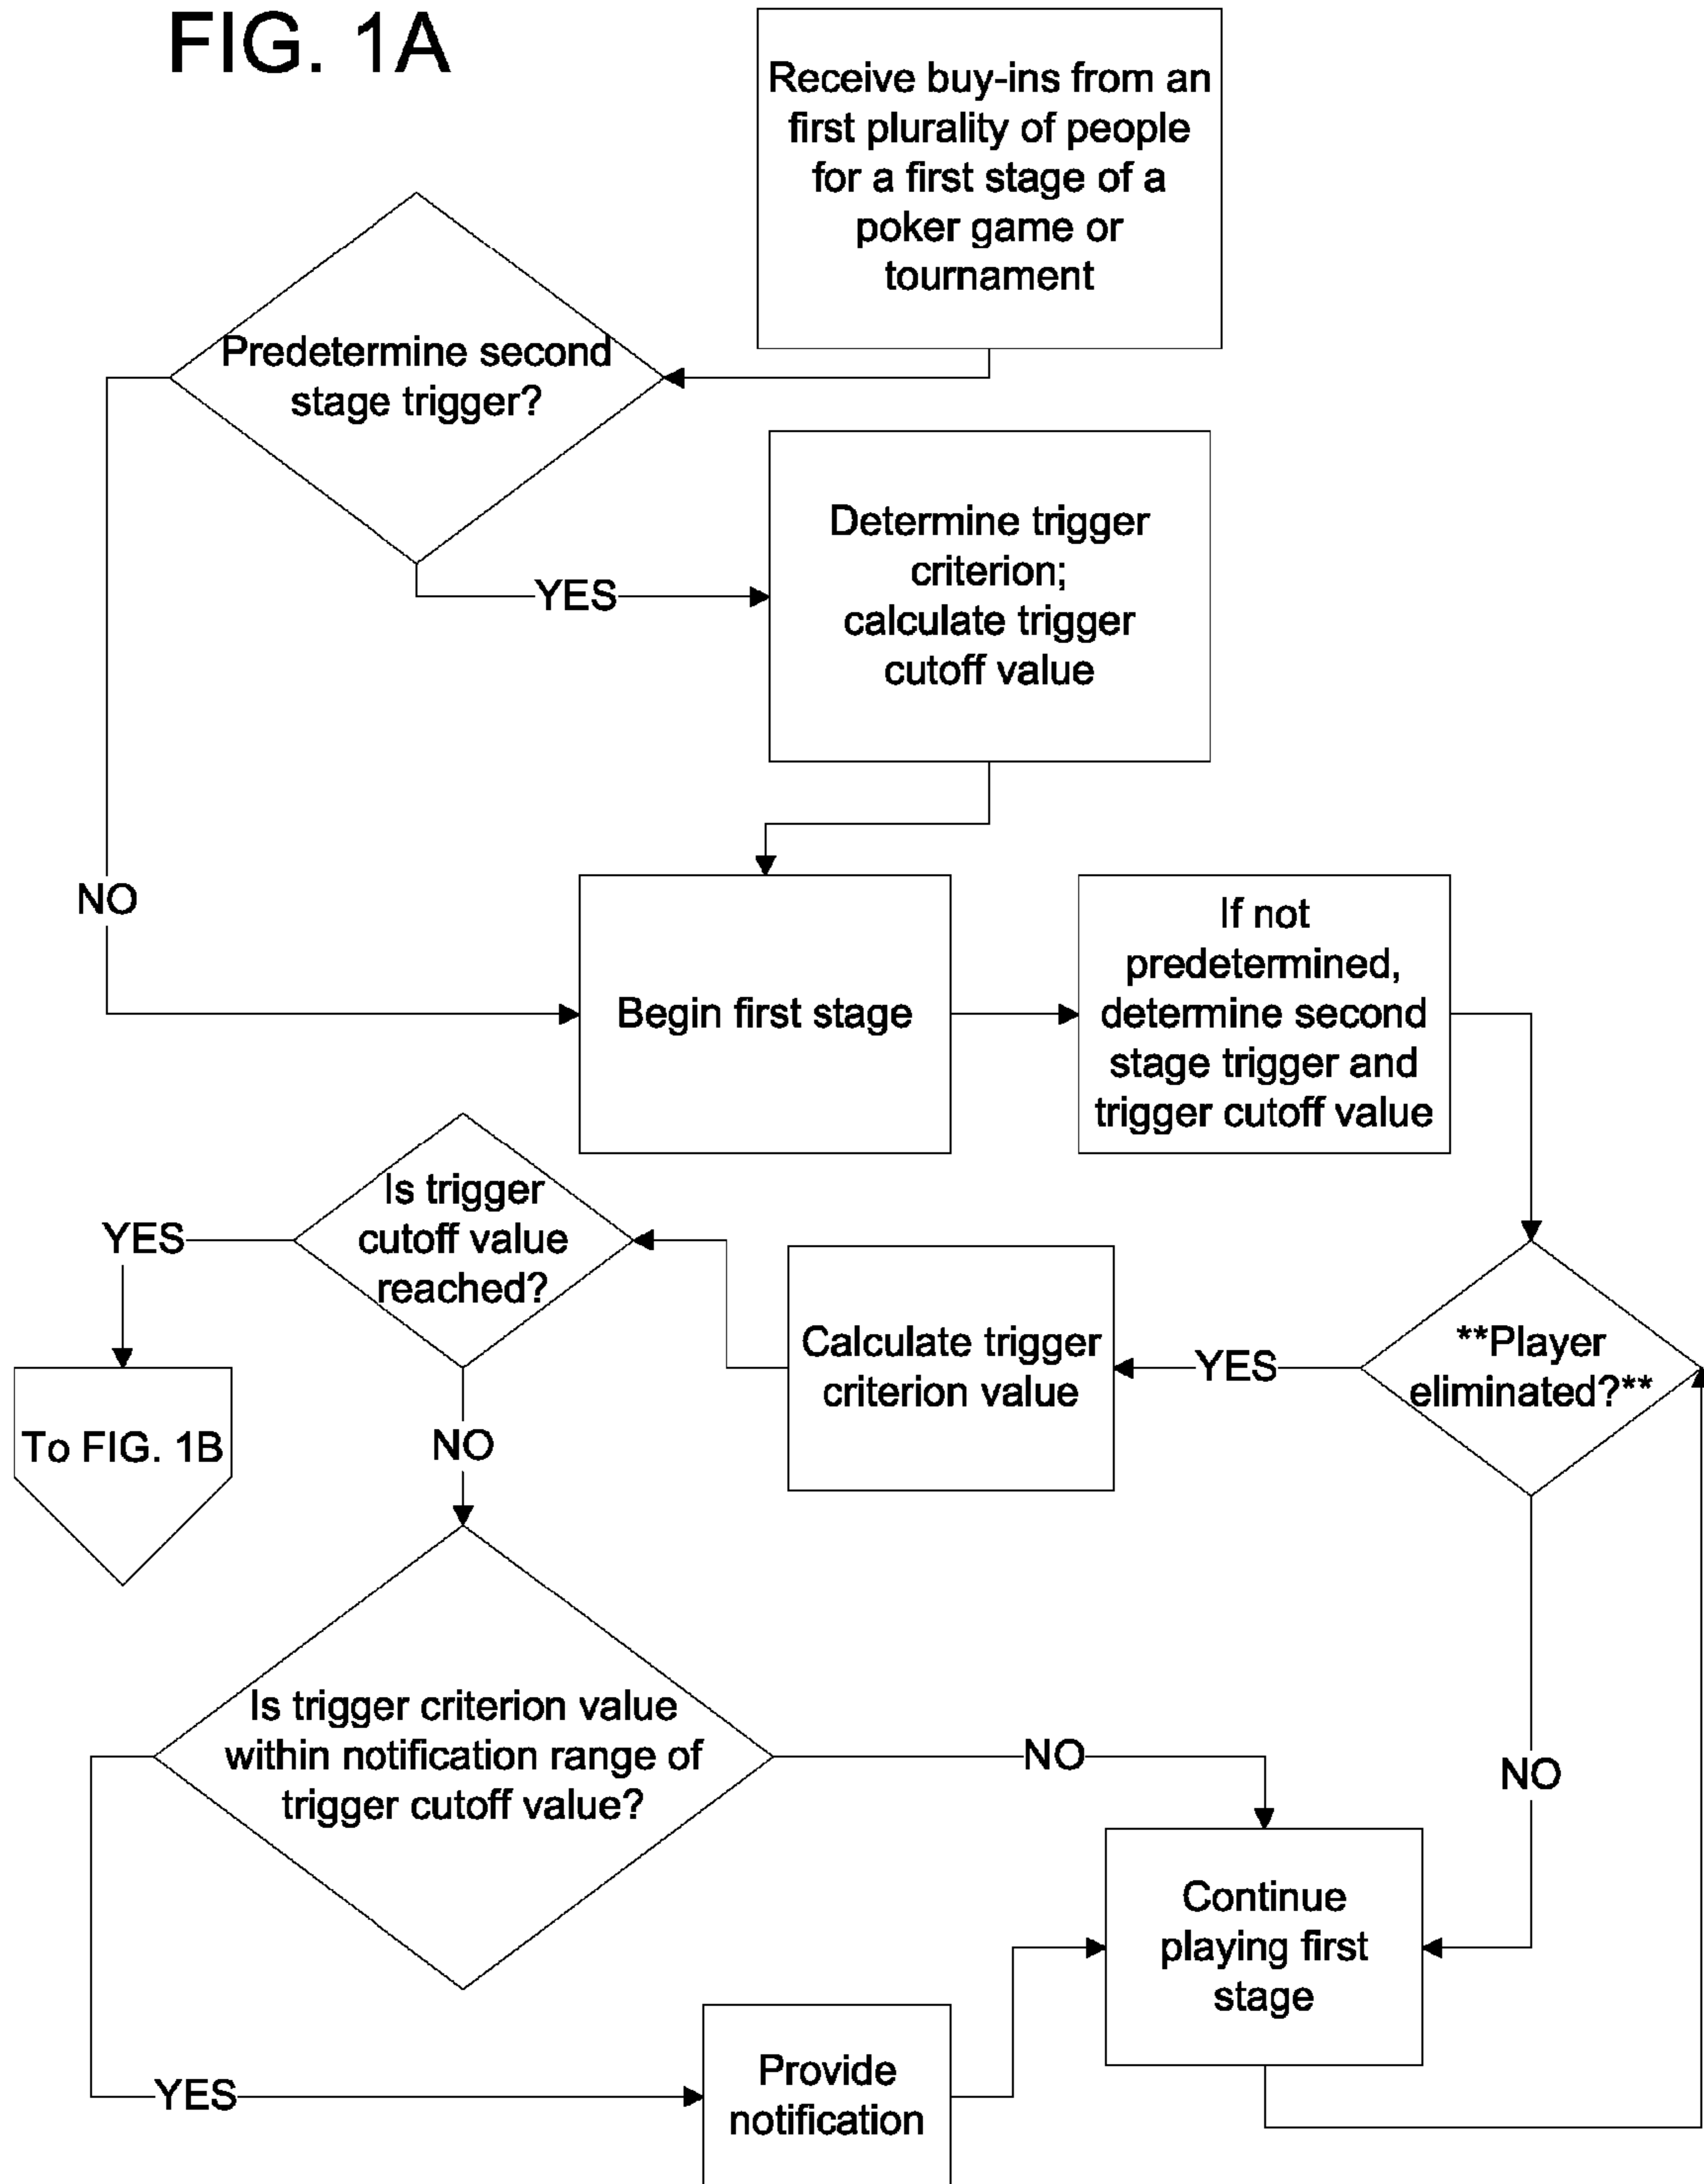 FIG. 1A
Receive buy-ins from an
first plurality of people
for a first stage of a
poker game or
tournament
Predetermine second
stage trigger?
YES
Determine trigger
criterion;
calculate trigger
cutoff value
NO
Begin first stage
If not
predetermined,
determine second
stage trigger and
trigger cutoff value
**Player
eliminated?**
YES
Calculate trigger
criterion value
Is trigger
cutoff value
reached?
YES
To FIG. 1B
NO
Is trigger criterion value
within notification range of
trigger cutoff value?
NO
NO
Continue
playing first
stage
YES
Provide
notification